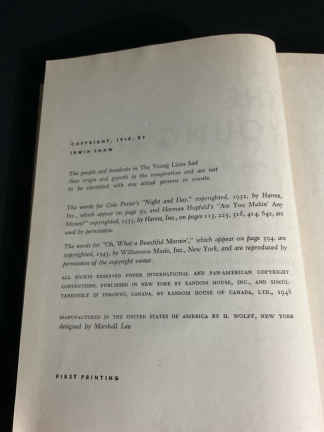 COPYRIGHT, 1948, BY
IRWIN SHAW
The people and incidents in The Young Lions had
their origin and growth in the imagination and are not
to be identified with any actual persons or events.
The words for Cole Porter's "Night and Day," copyrighted, 1932, by Harms,
Inc., which appear on page 30, and Herman Hupfeld's "Are You Makin' Any
Money?" copyrighted, 1933, by Harms, Inc., on pages 223, 225, 318, 414, 542, are
used by permission.
The words for "Oh, What a Beautiful Mornin'," which appear on page 394, are
copyrighted, 1943, by Williamson Music, Inc., New York, and are reproduced by
permission of the copyright owner.
ALL RIGHTS RESERVED UNDER INTERNATIONAL AND PAN-AMERICAN COPYRIGHT
CONVENTIONS. PUBLISHED IN NEW YORK BY RANDOM HOUSE, INC., AND SIMUL-
TANEOUSLY IN TORONTO, CANADA, BY RANDOM HOUSE OF CANADA, LTD., 1948
MANUFACTURED IN THE UNITED STATES OF AMERICA BY H. WOLFF, NEW YORK
designed by Marshall Lee
FIRST PRINTING